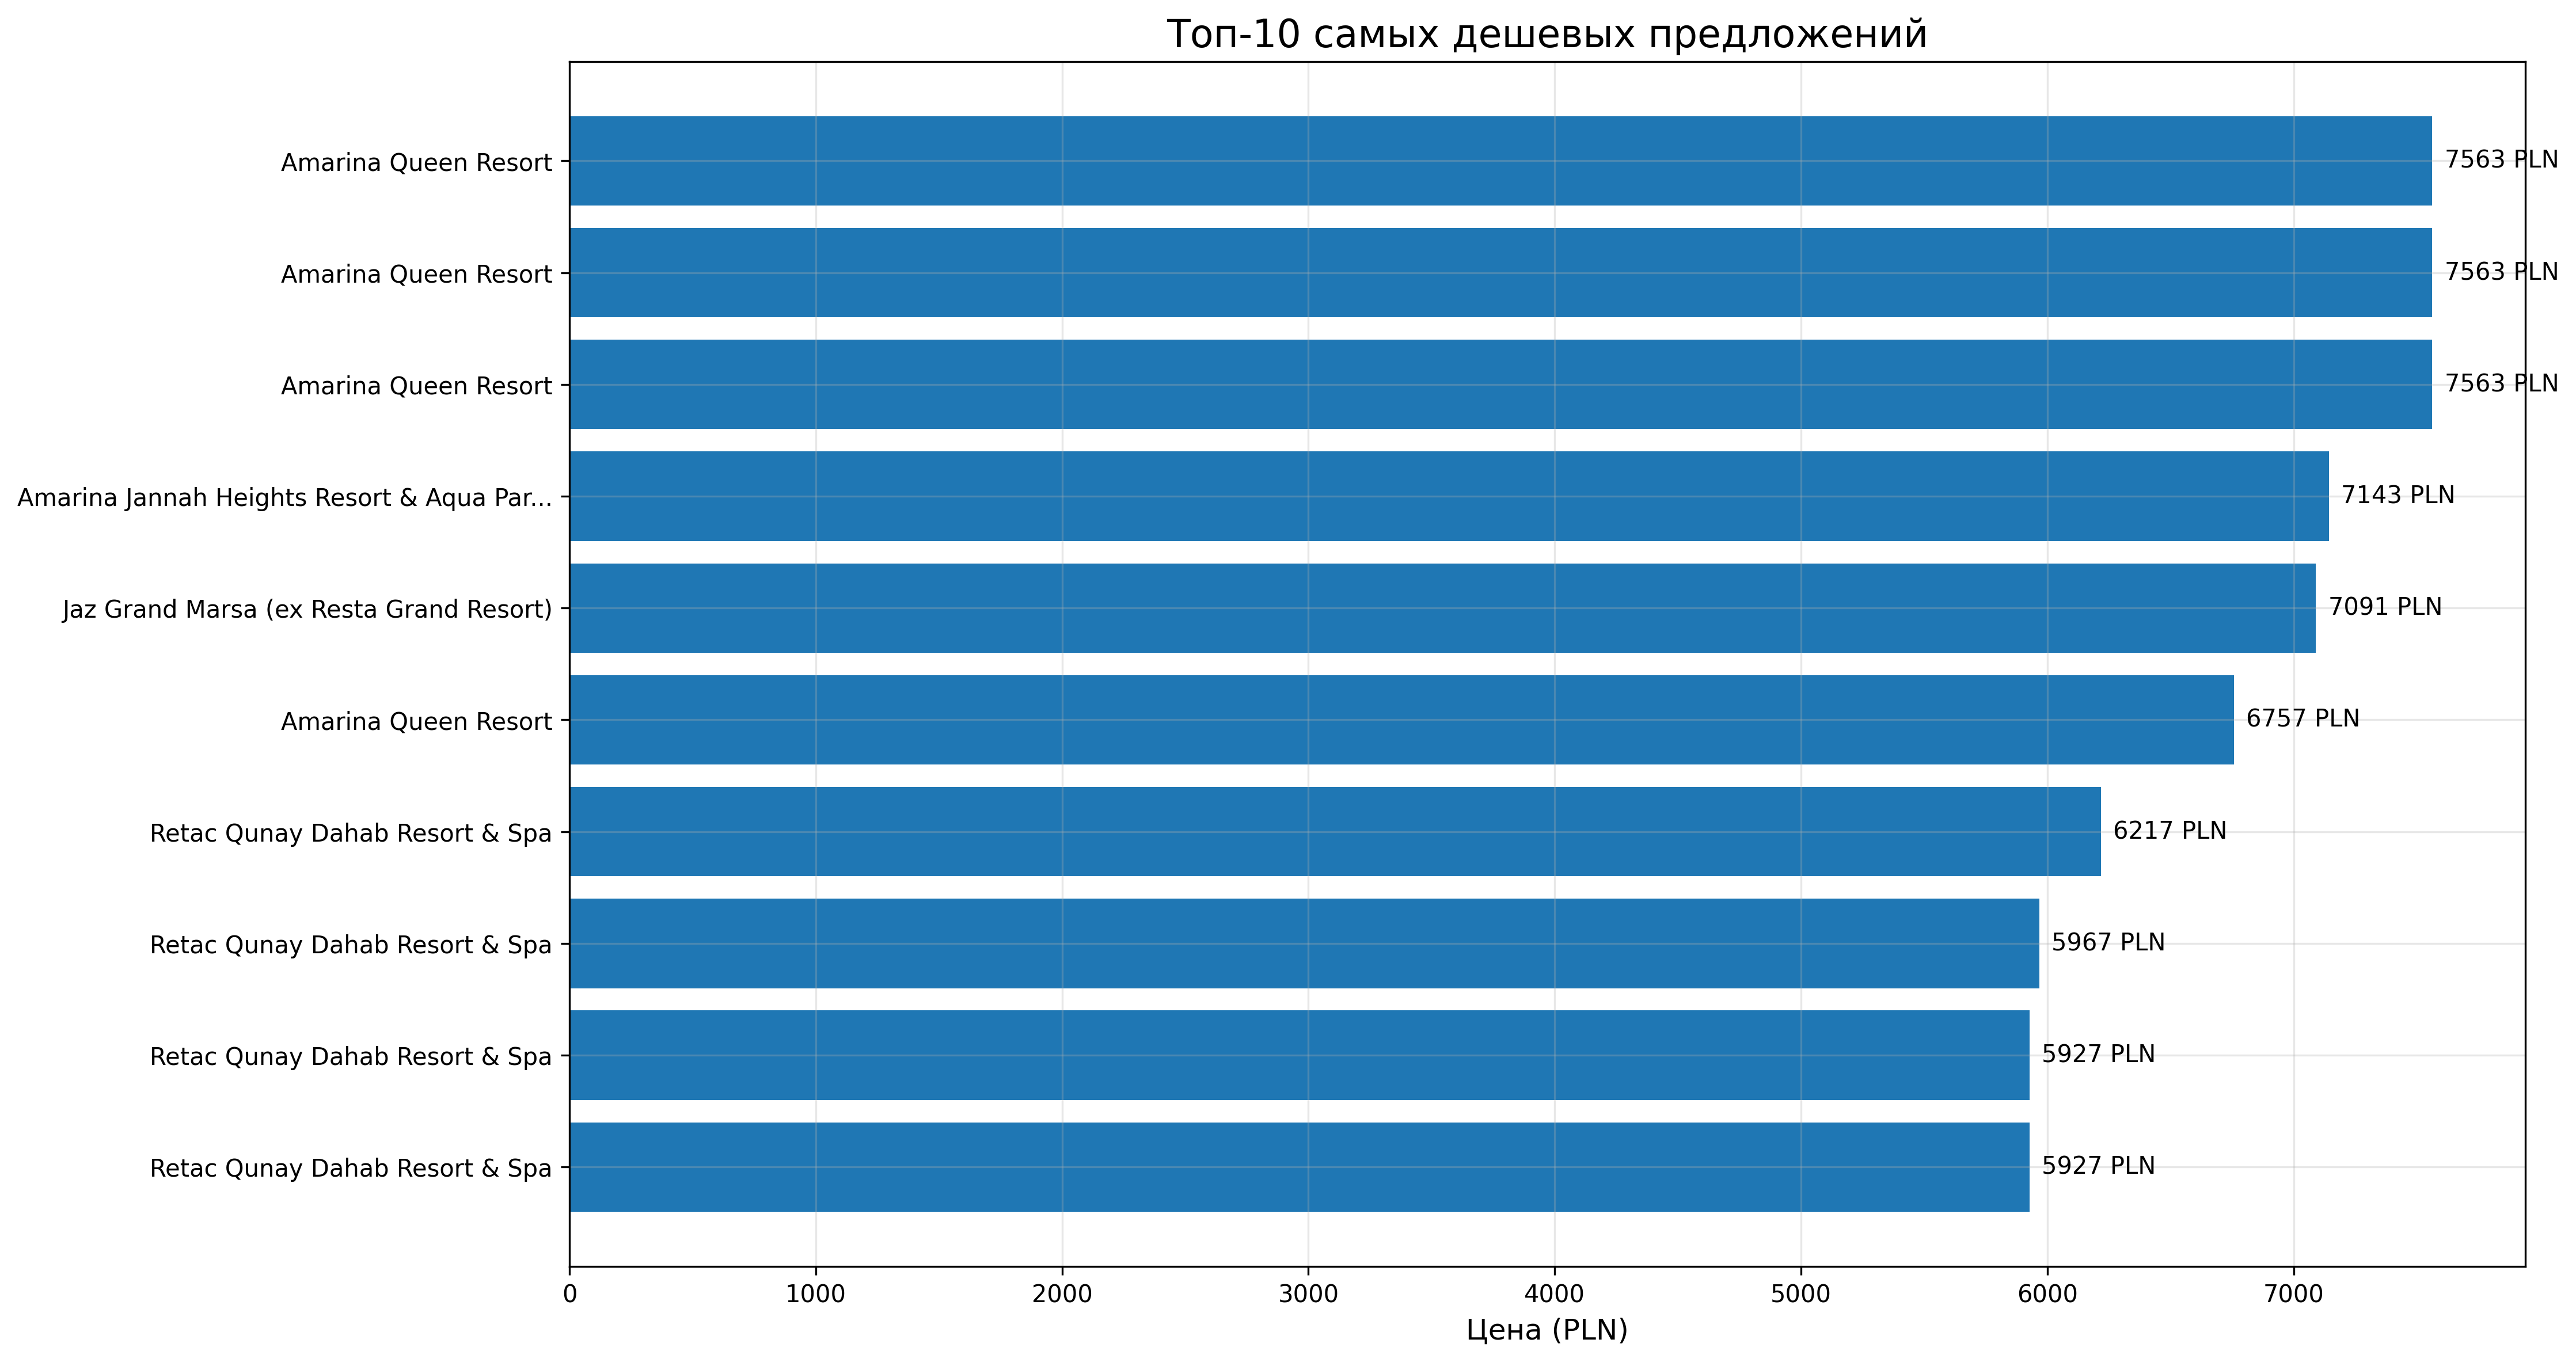 Топ-10 самых дешевых предложений
Amarina Queen Resort 7563 PLN
Amarina Queen Resort 7563 PLN
Amarina Queen Resort 7563 PLN
Amarina Jannah Heights Resort & Aqua Par... 7143 PLN
Jaz Grand Marsa (ex Resta Grand Resort) 7091 PLN
Amarina Queen Resort 6757 PLN
Retac Qunay Dahab Resort & Spa 6217 PLN
Retac Qunay Dahab Resort & Spa 5967 PLN
Retac Qunay Dahab Resort & Spa 5927 PLN
Retac Qunay Dahab Resort & Spa 5927 PLN
0 1000 2000 3000 4000 5000 6000 7000
Цена (PLN)